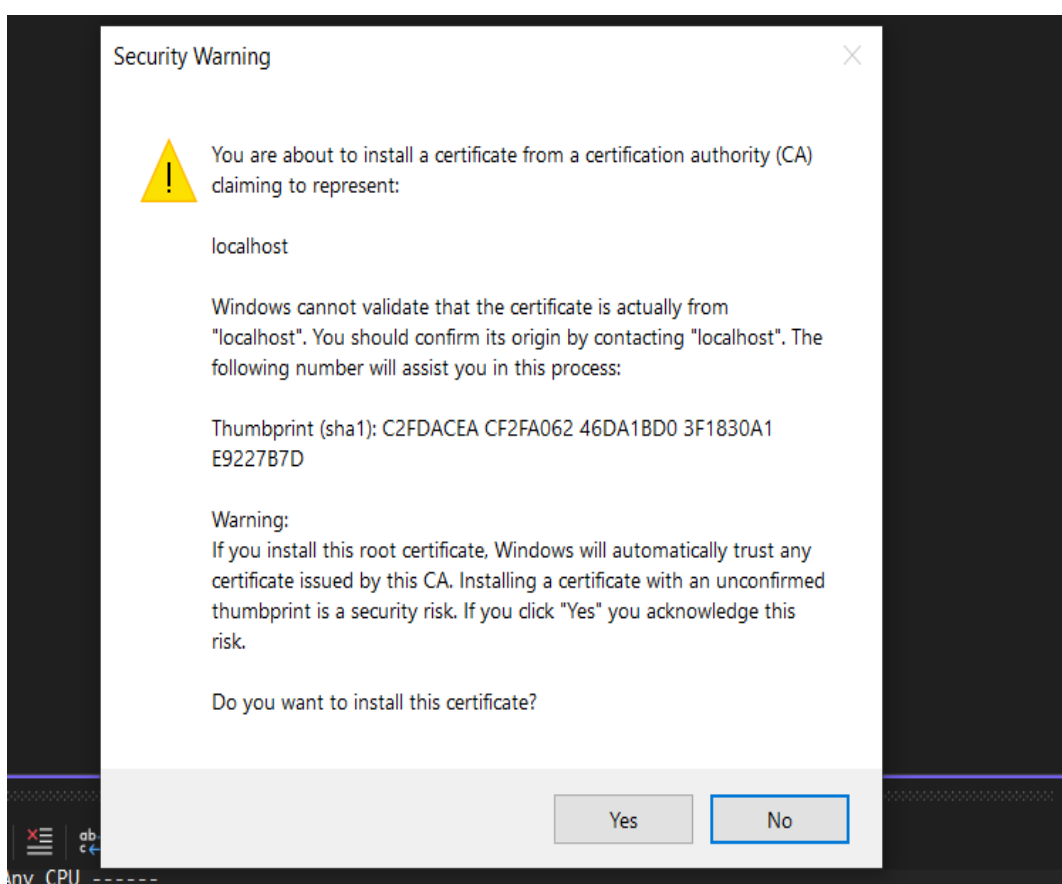 Security Warning
You are about to install a certificate from a certification authority (CA)
claiming to represent:
localhost
Windows cannot validate that the certificate is actually from
"localhost". You should confirm its origin by contacting "localhost". The
following number will assist you in this process:
Thumbprint (sha1): C2FDACEA CF2FA062 46DA1BD0 3F1830A1
E9227B7D
Warning:
If you install this root certificate, Windows will automatically trust any
certificate issued by this CA. Installing a certificate with an unconfirmed
thumbprint is a security risk. If you click "Yes" you acknowledge this
risk.
Do you want to install this certificate?
Yes No
ab
c
Any CPU ------